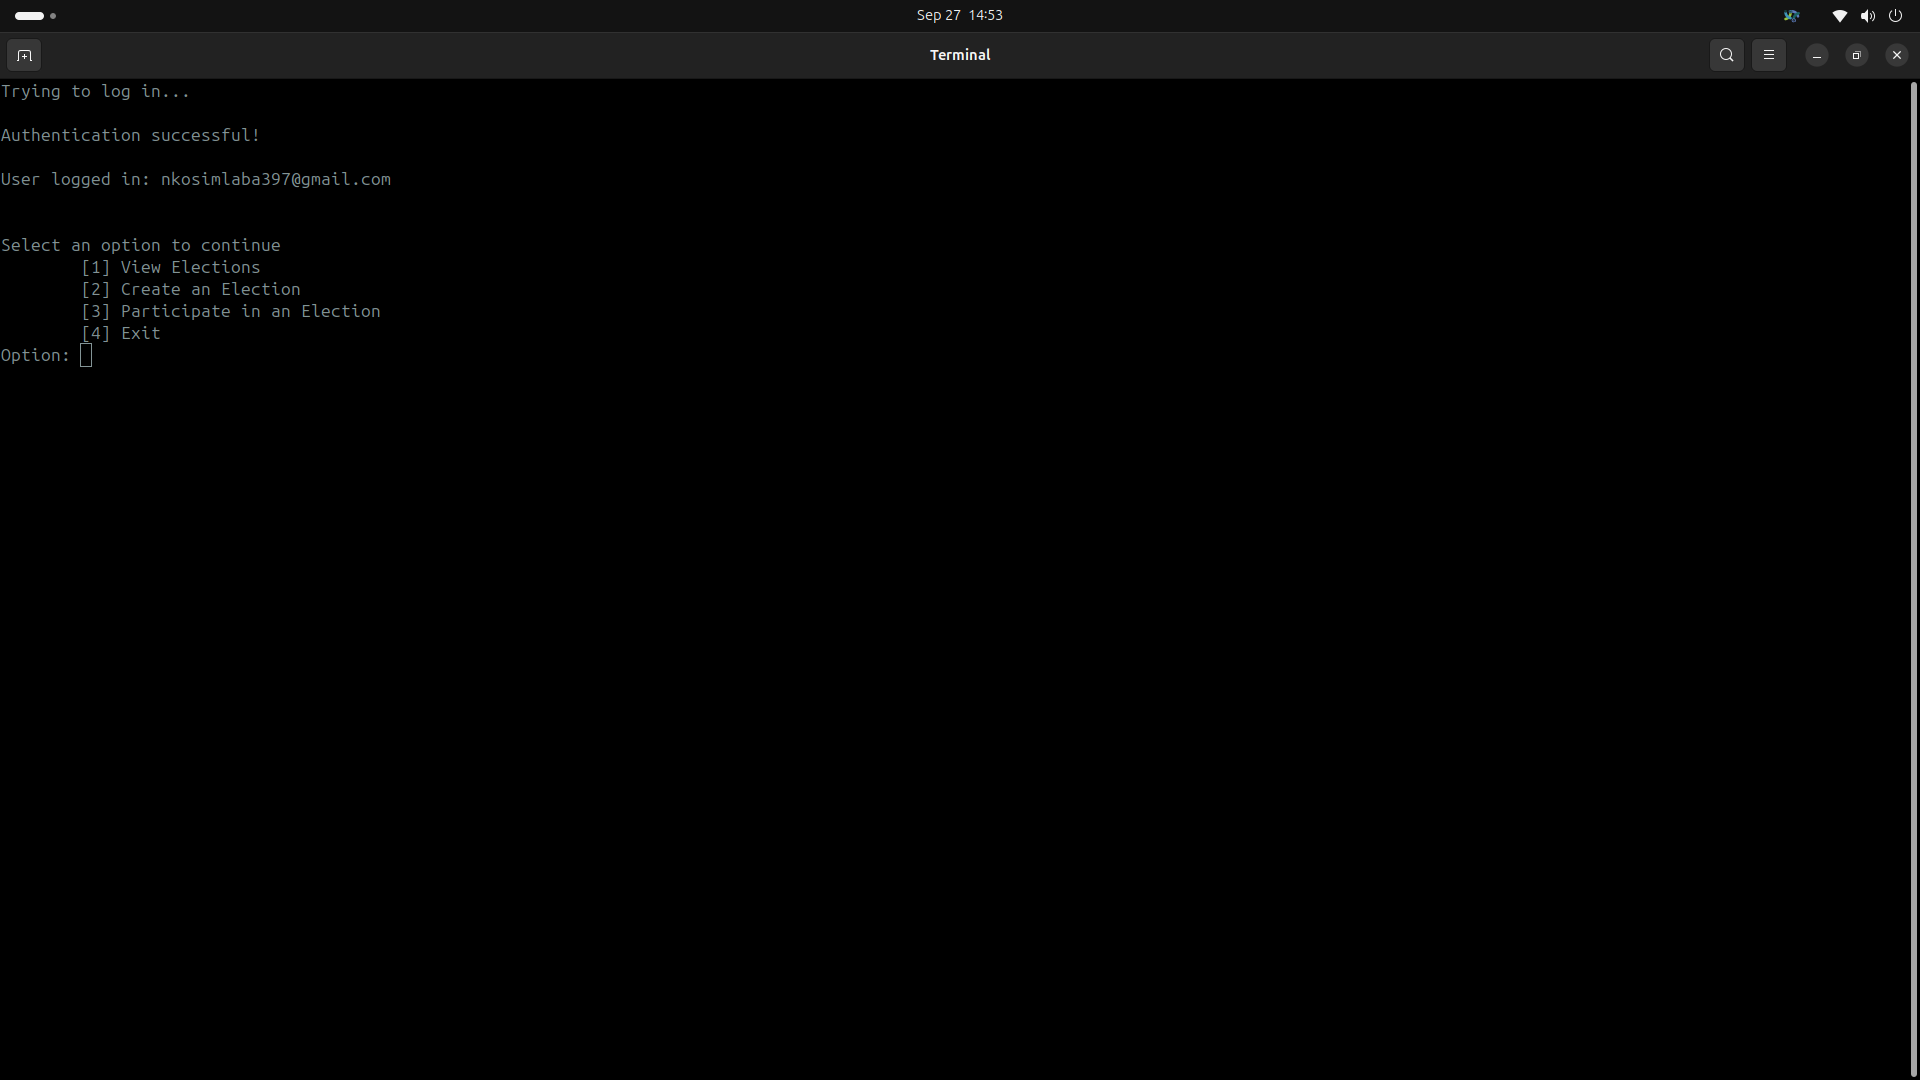 Sep 27 14:53
Terminal
Trying to log in...
Authentication successful!
User logged in: nkosimlaba397@gmail.com
Select an option to continue
[1] View Elections
[2] Create an Election
[3] Participate in an Election
[4] Exit
Option: